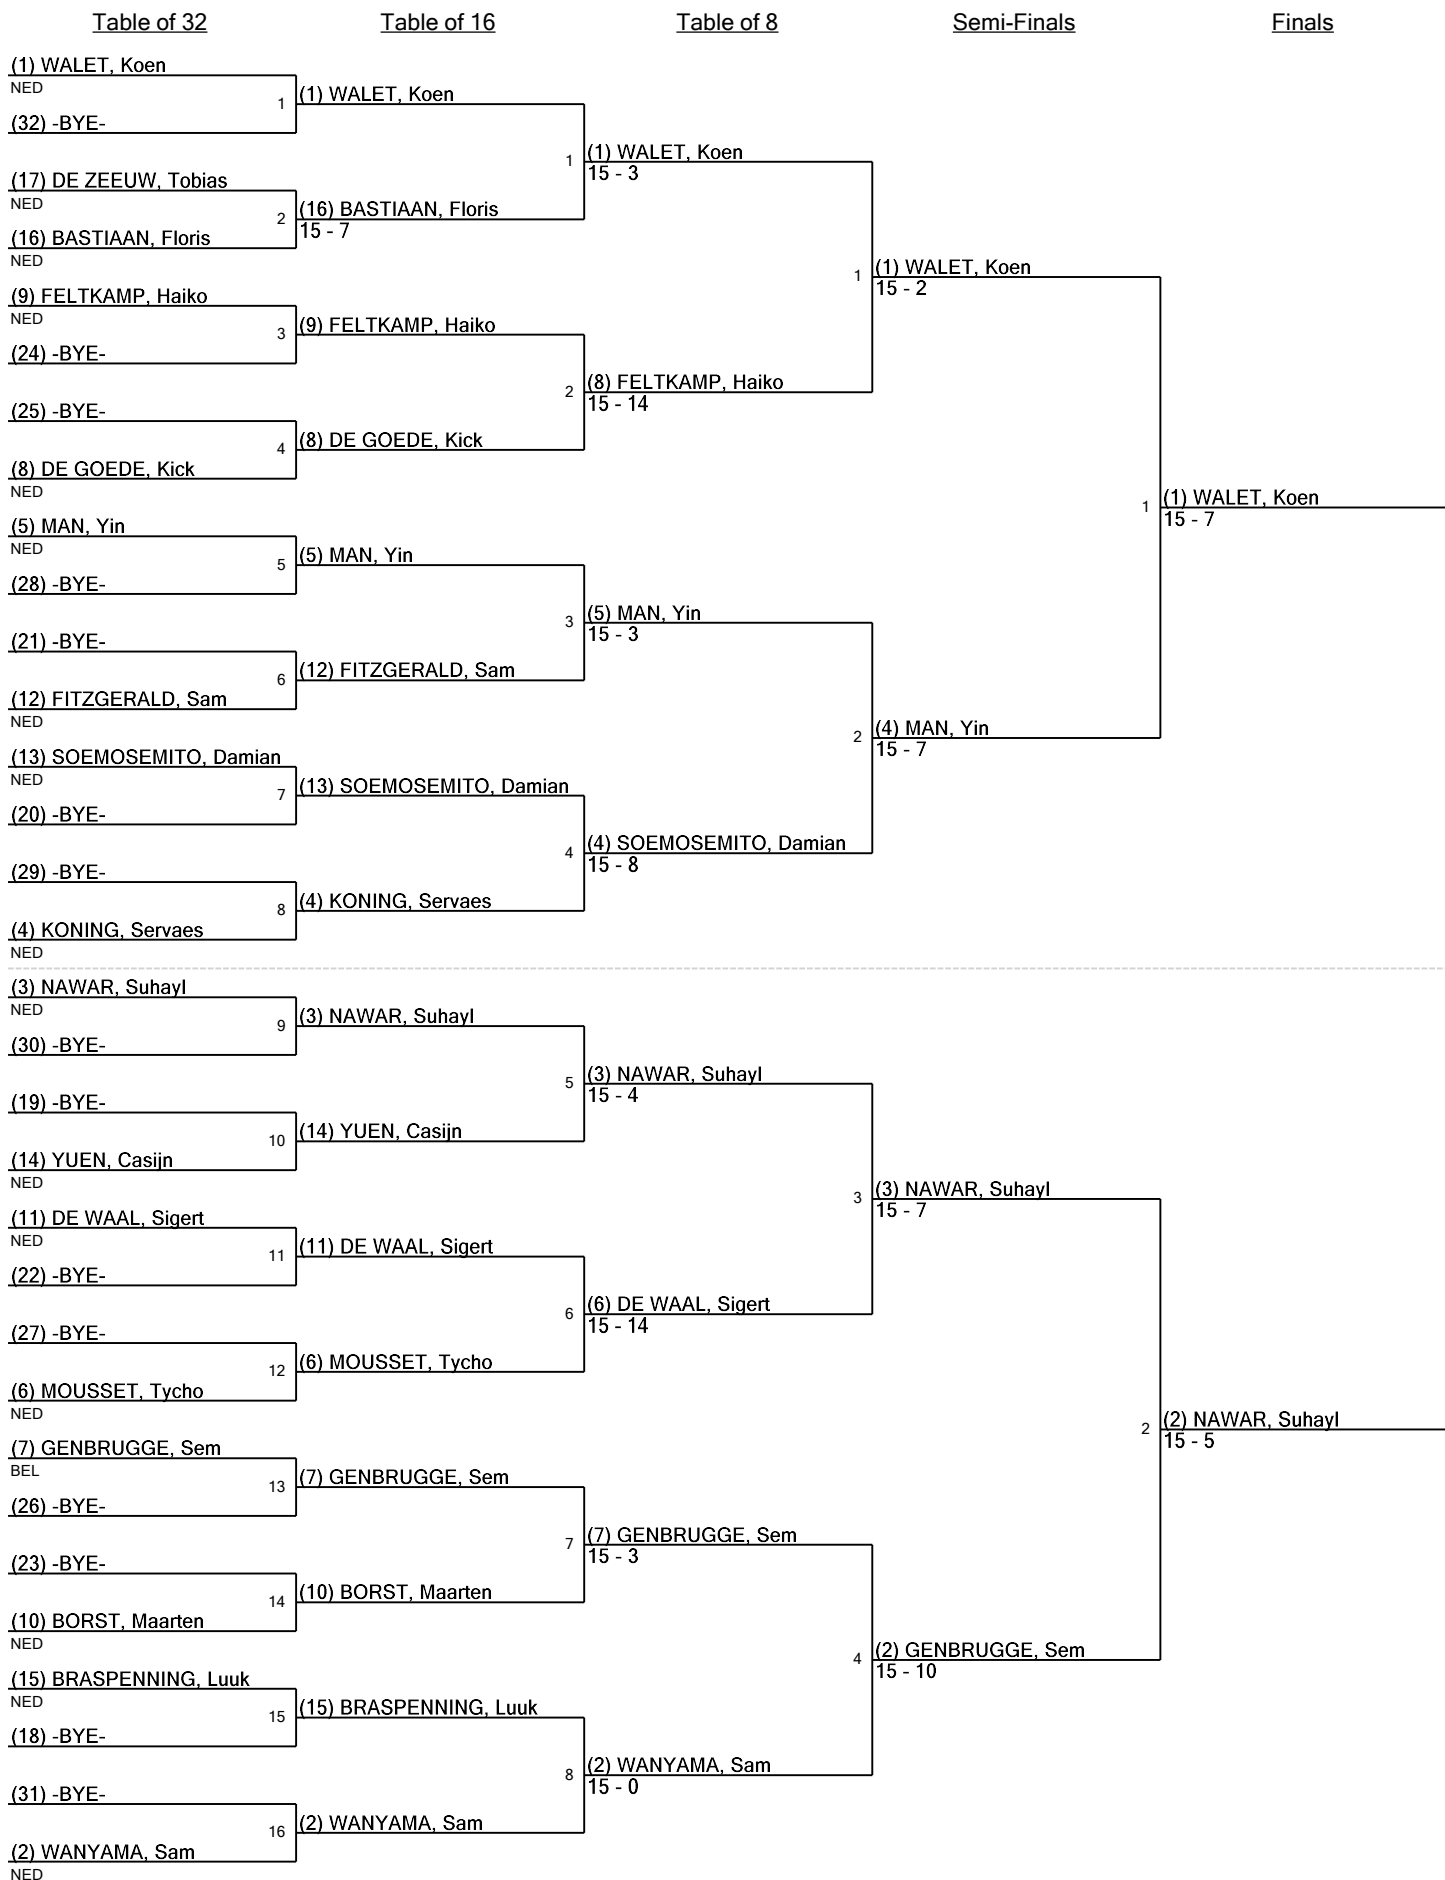 Table of 32
Table of 16
Table of 8
Semi-Finals
Finals
(1) WALET, Koen
NED
1
(32) -BYE-
(17) DE ZEEUW, Tobias
NED
2
(16) BASTIAAN, Floris
NED
(9) FELTKAMP, Haiko
NED
3
(24) -BYE-
(25) -BYE-
4
(8) DE GOEDE, Kick
NED
(5) MAN, Yin
NED
5
(28) -BYE-
(21) -BYE-
6
(12) FITZGERALD, Sam
NED
(13) SOEMOSEMITO, Damian
NED
7
(20) -BYE-
(29) -BYE-
8
(4) KONING, Servaes
NED
(3) NAWAR, Suhayl
NED
9
(30) -BYE-
(19) -BYE-
10
(14) YUEN, Casijn
NED
(11) DE WAAL, Sigert
NED
11
(22) -BYE-
(27) -BYE-
12
(6) MOUSSET, Tycho
NED
(7) GENBRUGGE, Sem
BEL
13
(26) -BYE-
(23) -BYE-
14
(10) BORST, Maarten
NED
(15) BRASPENNING, Luuk
NED
15
(18) -BYE-
(31) -BYE-
16
(2) WANYAMA, Sam
NED
(1) WALET, Koen
1
(16) BASTIAAN, Floris
15 - 7
(9) FELTKAMP, Haiko
2
(8) DE GOEDE, Kick
(5) MAN, Yin
3
(12) FITZGERALD, Sam
(13) SOEMOSEMITO, Damian
4
(4) KONING, Servaes
(3) NAWAR, Suhayl
5
(14) YUEN, Casijn
(11) DE WAAL, Sigert
6
(6) MOUSSET, Tycho
(7) GENBRUGGE, Sem
7
(10) BORST, Maarten
(15) BRASPENNING, Luuk
8
(2) WANYAMA, Sam
(1) WALET, Koen
15 - 3
1
(8) FELTKAMP, Haiko
15 - 14
(5) MAN, Yin
15 - 3
2
(4) SOEMOSEMITO, Damian
15 - 8
(3) NAWAR, Suhayl
15 - 4
3
(6) DE WAAL, Sigert
15 - 14
(7) GENBRUGGE, Sem
15 - 3
4
(2) WANYAMA, Sam
15 - 0
(1) WALET, Koen
15 - 2
1
(4) MAN, Yin
15 - 7
(3) NAWAR, Suhayl
15 - 7
2
(2) GENBRUGGE, Sem
15 - 10
(1) WALET, Koen
15 - 7
(2) NAWAR, Suhayl
15 - 5